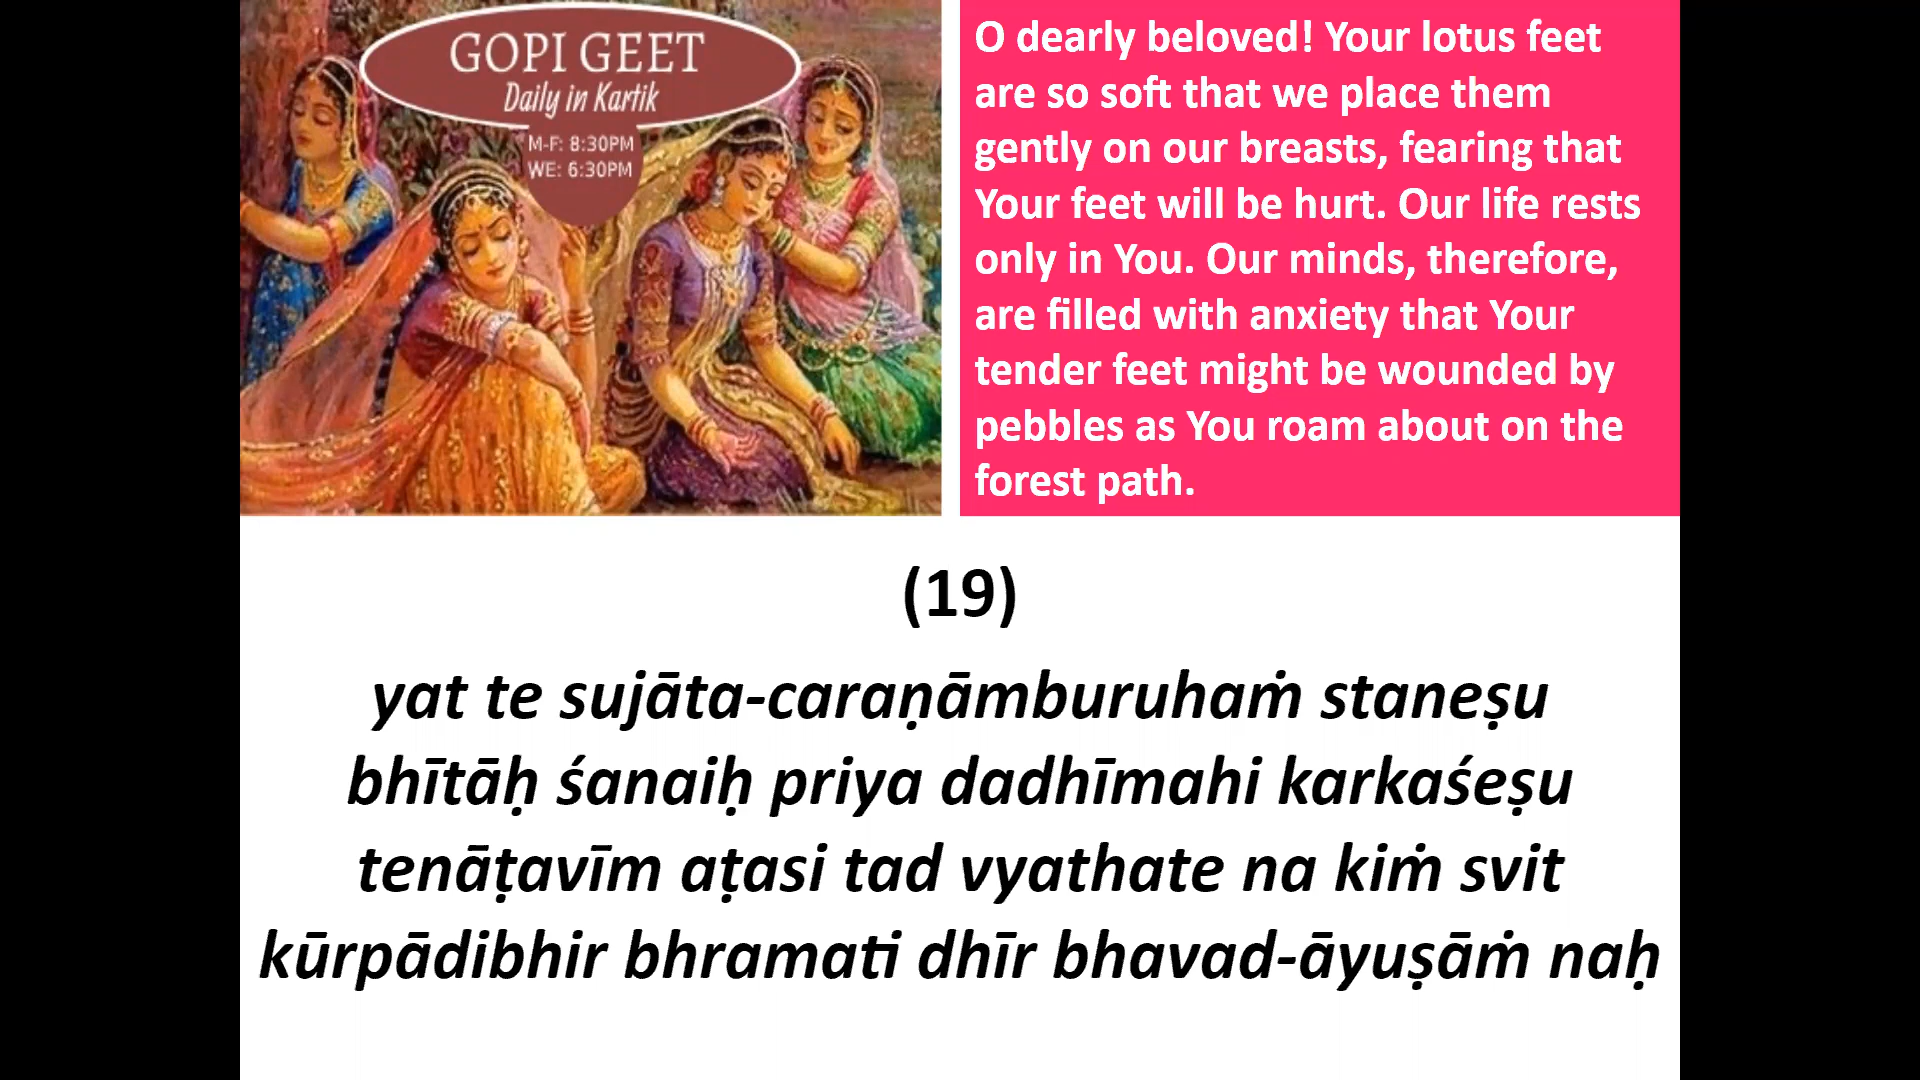 GOPI GEET
Daily in Kartik
M-F: 8:30PM
WE: 6:30PM
O dearly beloved! Your lotus feet
are so soft that we place them
gently on our breasts, fearing that
Your feet will be hurt. Our life rests
only in You. Our minds, therefore,
are filled with anxiety that Your
tender feet might be wounded by
pebbles as You roam about on the
forest path.
(19)
yat te sujāta-caraṇāmburuhaṁ staneṣu
bhītāḥ śanaiḥ priya dadhīmahi karkaśeṣu
tenāṭavīm aṭasi tad vyathate na kiṁ svit
kūrpādibhir bhramati dhīr bhavad-āyuṣāṁ naḥ